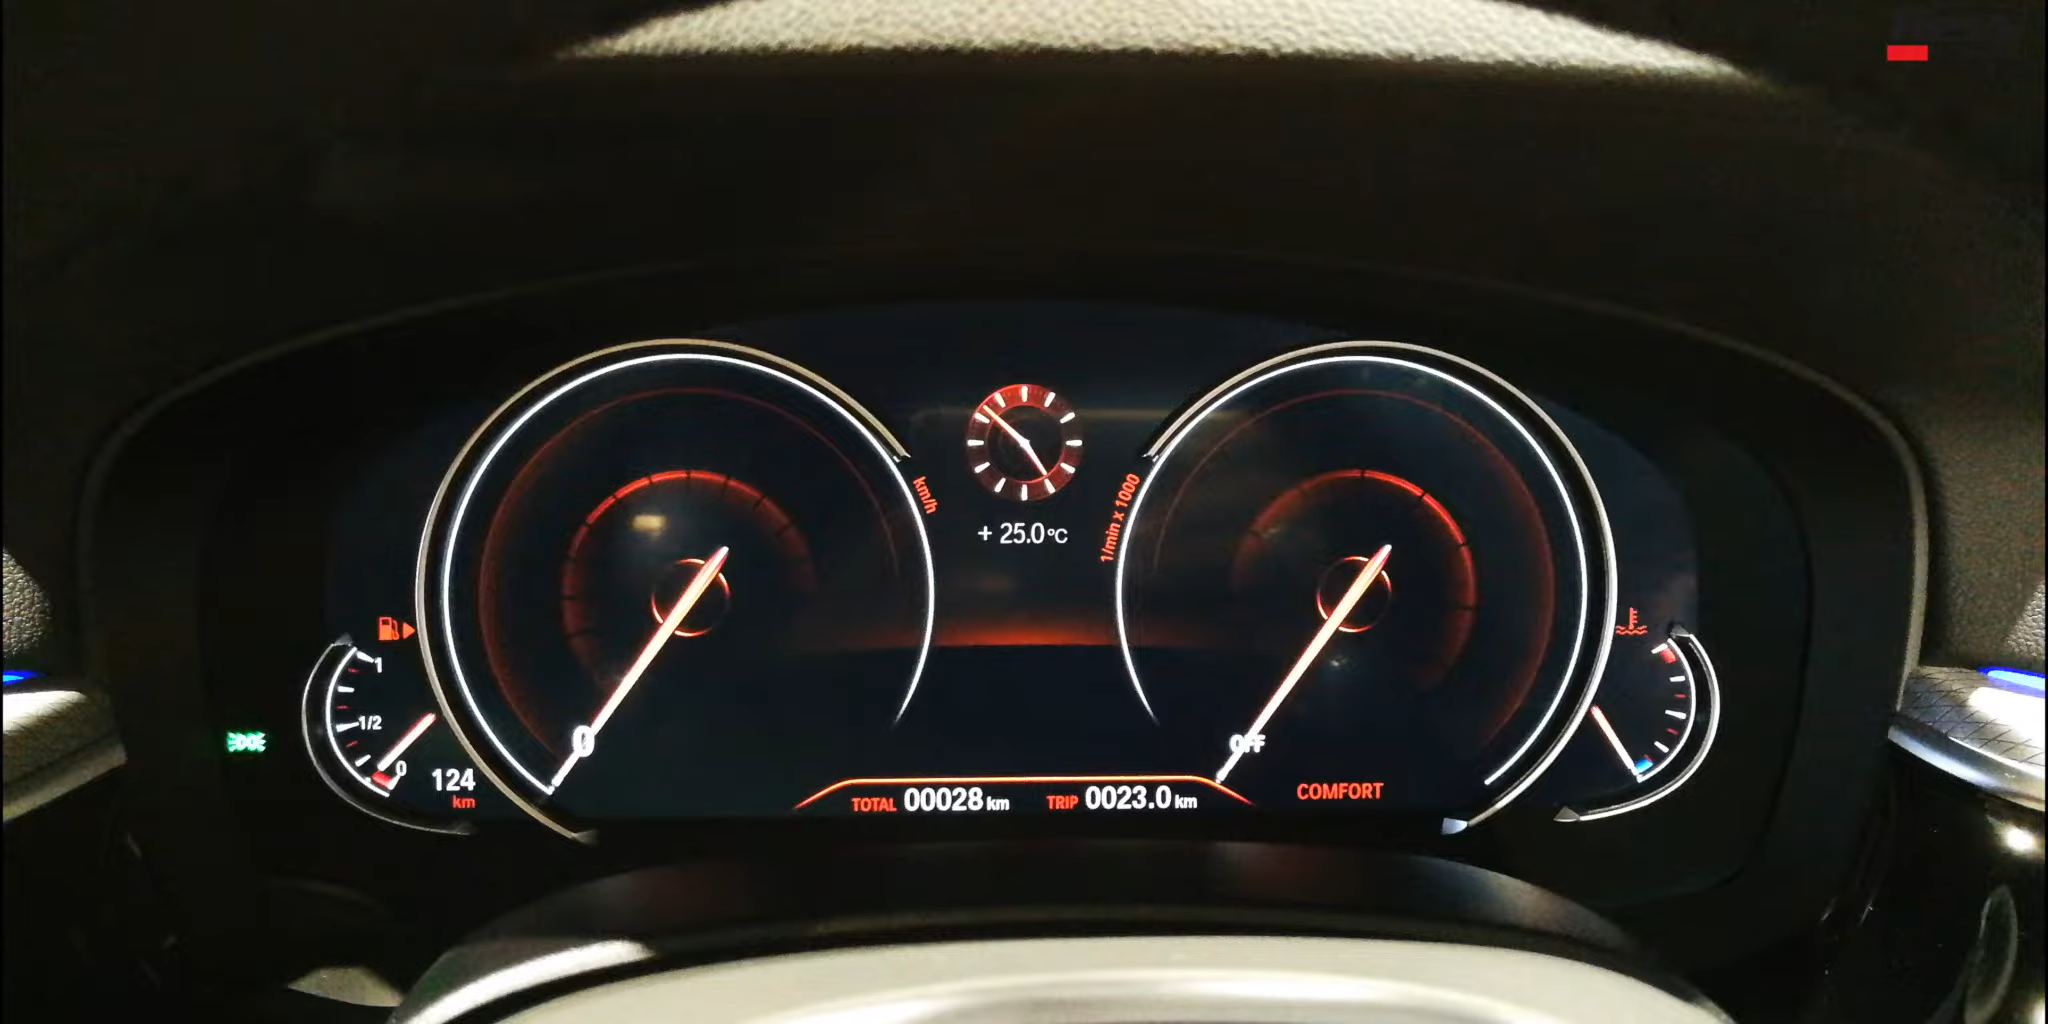 km/h
1/min x 1000
+ 25.0°C
1
1/2
0
124
km
0
OFF
TOTAL 00028 km TRIP 0023.0 km
COMFORT